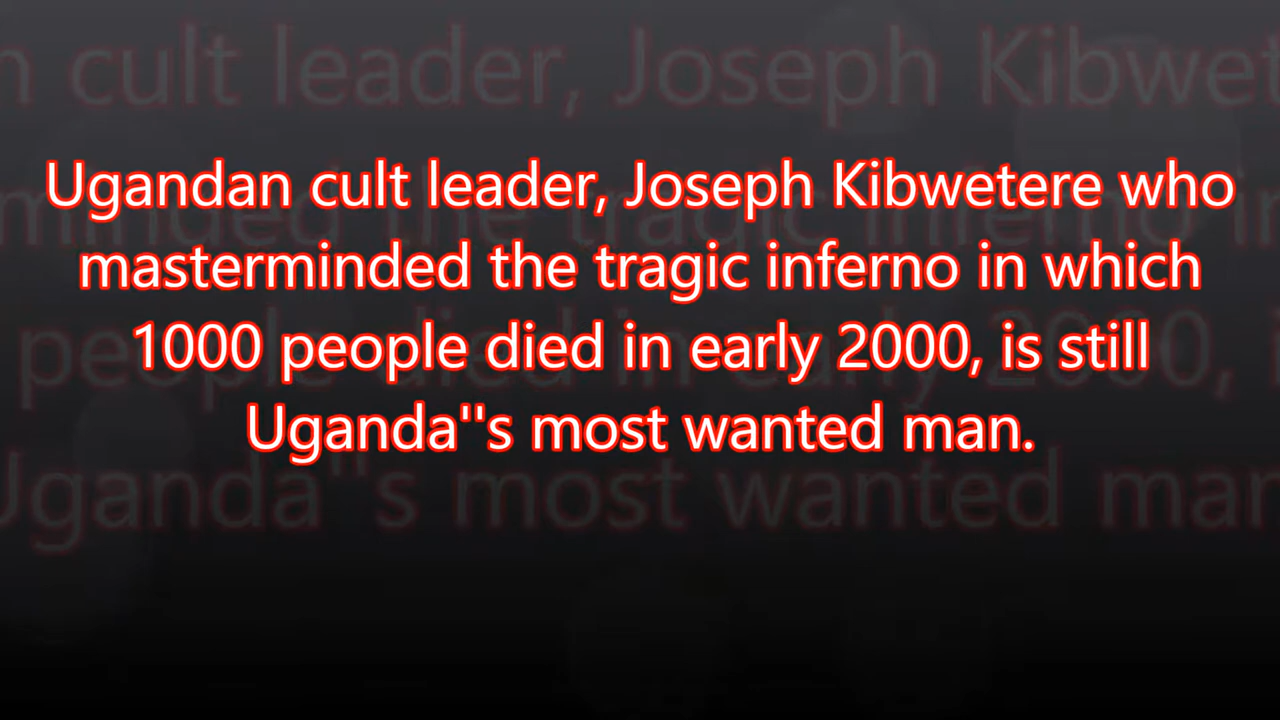 Ugandan cult leader, Joseph Kibwetere who
masterminded the tragic inferno in which
1000 people died in early 2000, is still
Uganda''s most wanted man.